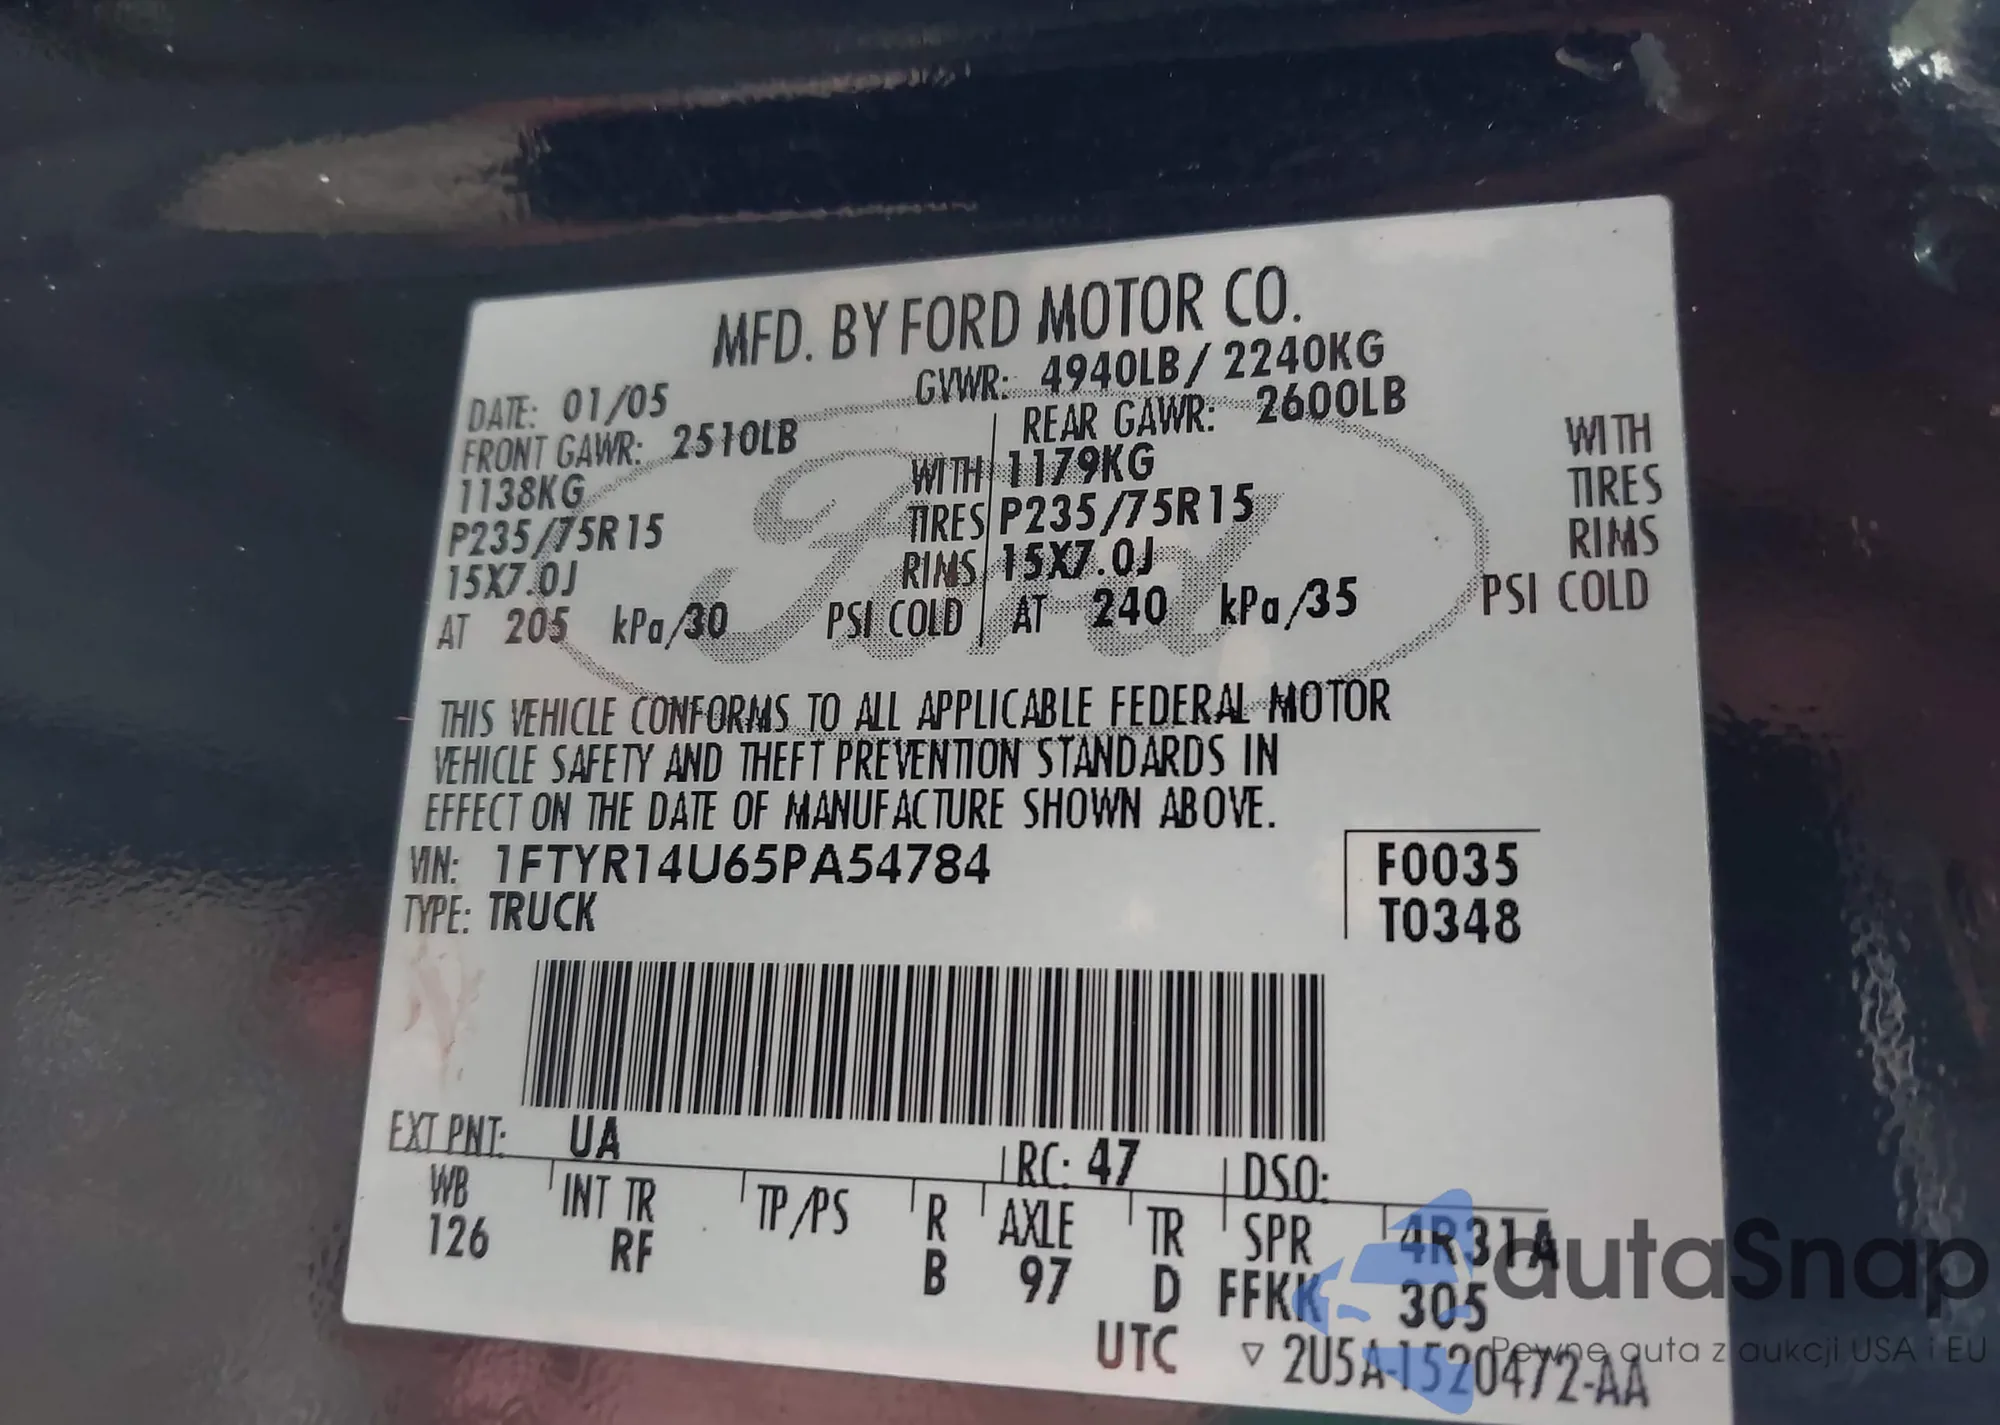 MFD. BY FORD MOTOR CO.
DATE: 01/05
GVWR: 4940LB / 2240KG
FRONT GAWR: 2510LB
REAR GAWR: 2600LB
1138KG WITH 1179KG WITH
P235/75R15 TIRES P235/75R15 TIRES
15X7.0J RIMS 15X7.0J RIMS
AT 205 kPa/30 PSI COLD AT 240 kPa/35 PSI COLD
Ford
THIS VEHICLE CONFORMS TO ALL APPLICABLE FEDERAL MOTOR
VEHICLE SAFETY AND THEFT PREVENTION STANDARDS IN
EFFECT ON THE DATE OF MANUFACTURE SHOWN ABOVE.
VIN: 1FTYR14U65PA54784 F0035
TYPE: TRUCK T0348
EXT PNT: UA RC: 47 DSO:
WB INT TR TP/PS R AXLE TR SPR 4R31A
126 RF B 97 D FFKK 305
UTC ▽ 2U5A-1520472-AA
autaSnap
Pewne auta z aukcji USA i EU